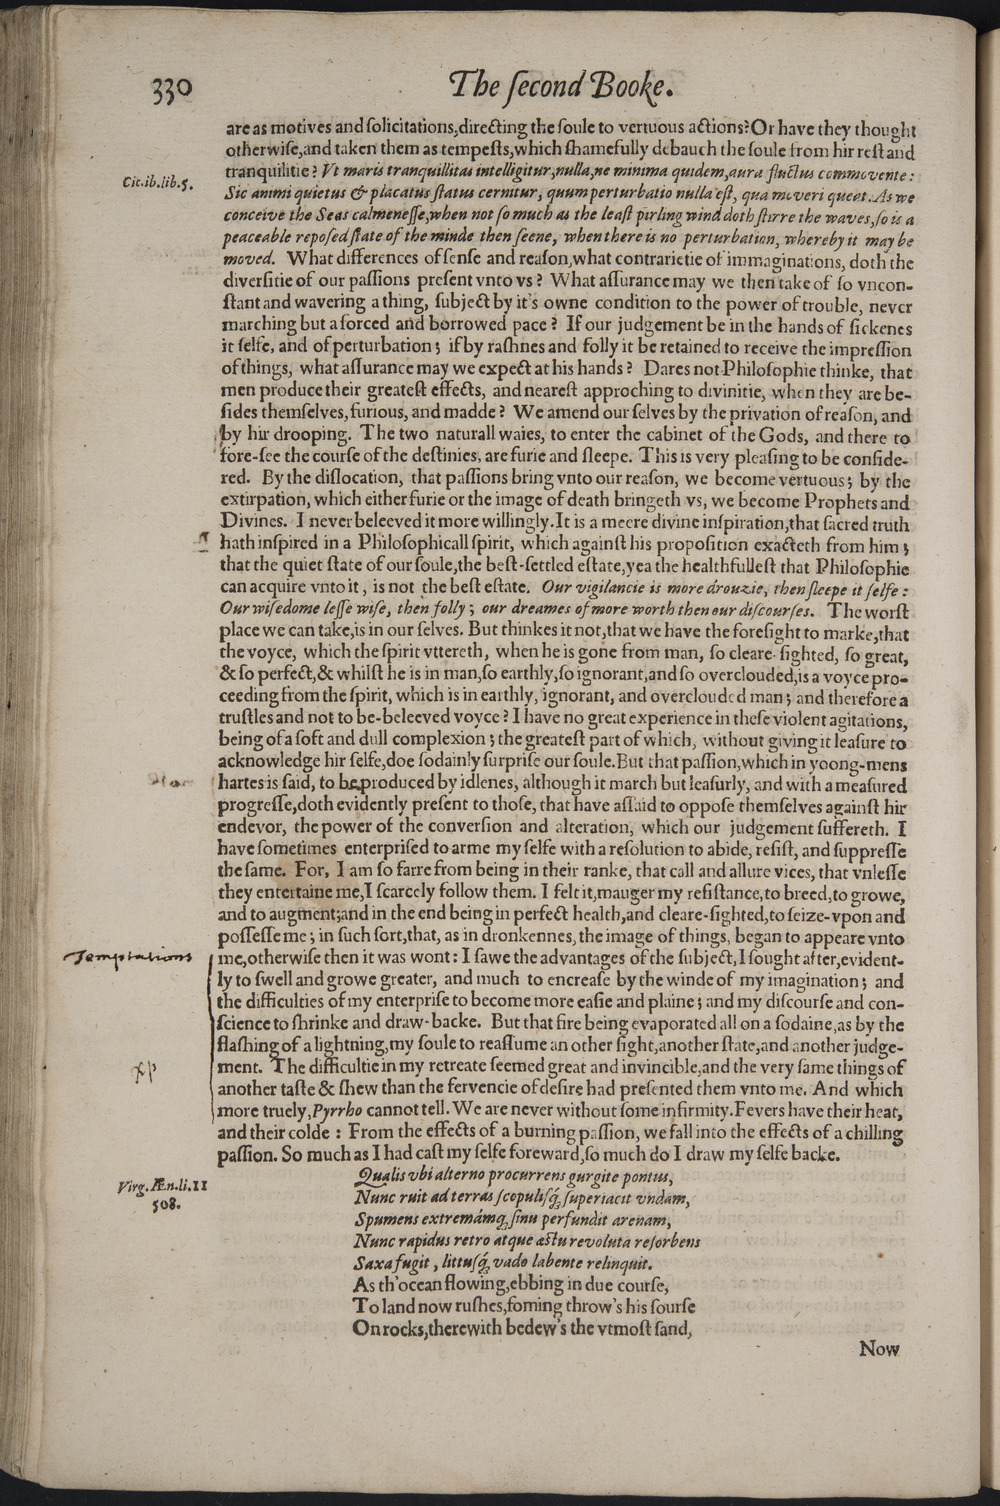 330
The ſecond Booke.
are as motives and ſolicitations, directing the ſoule to vertuous actions? Or have they thought
otherwiſe, and taken them as tempeſts, which ſhamefully debauch the ſoule from hir reſt and
tranquilitie? Vt maris tranquillitas intelligitur, nulla, ne minima quidem, aura fluctus commovente:
Cic. ib. lib. 5.
Sic animi quietus & placatus ſtatus cernitur, quum perturbatio nulla eſt, qua moveri queat. As we
conceive the Seas calmeneſſe, when not ſo much as the leaſt pirling wind doth ſtirre the waves, ſo is a
peaceable repoſed ſtate of the minde then ſeene, when there is no perturbation, whereby it may be
moved. What differences of ſenſe and reaſon, what contrarietie of immaginations, doth the
diverſitie of our paſſions preſent vnto vs? What aſſurance may we then take of ſo vncon-
ſtant and wavering a thing, ſubject by it's owne condition to the power of trouble, never
marching but a forced and borrowed pace? If our judgement be in the hands of ſickenes
it ſelfe, and of perturbation; if by raſhnes and folly it be retained to receive the impreſſion
of things, what aſſurance may we expect at his hands? Dares not Philoſophie thinke, that
men produce their greateſt effects, and neareſt approching to divinitie, when they are be-
ſides themſelves, furious, and madde? We amend our ſelves by the privation of reaſon, and
by hir drooping. The two naturall waies, to enter the cabinet of the Gods, and there to
fore-ſee the courſe of the deſtinies, are furie and ſleepe. This is very pleaſing to be conſide-
red. By the diſlocation, that paſſions bring vnto our reaſon, we become vertuous; by the
extirpation, which either furie or the image of death bringeth vs, we become Prophets and
Divines. I never beleeved it more willingly. It is a meere divine inſpiration, that ſacred truth
hath inſpired in a Philoſophicall ſpirit, which againſt his propoſition exacteth from him;
that the quiet ſtate of our ſoule, the beſt-ſettled eſtate, yea the healthfulleſt that Philoſophie
can acquire vnto it, is not the beſt eſtate. Our vigilancie is more drouzie, then ſleepe it ſelfe:
Our wiſedome leſſe wiſe, then folly; our dreames of more worth then our diſcourſes. The worſt
place we can take, is in our ſelves. But thinkes it not, that we have the foreſight to marke, that
the voyce, which the ſpirit vttereth, when he is gone from man, ſo cleare-ſighted, ſo great,
& ſo perfect, & whilſt he is in man, ſo earthly, ſo ignorant, and ſo overclouded, is a voyce pro-
ceeding from the ſpirit, which is in earthly, ignorant, and overclouded man; and therefore a
truſtles and not to be-beleeved voyce? I have no great experience in theſe violent agitations,
being of a ſoft and dull complexion; the greateſt part of which, without giving it leaſure to
acknowledge hir ſelfe, doe ſodainly ſurpriſe our ſoule. But that paſſion, which in yoong-mens
hartes is ſaid, to be produced by idlenes, although it march but leaſurly, and with a meaſured
progreſſe, doth evidently preſent to thoſe, that have aſſaid to oppoſe themſelves againſt hir
endevor, the power of the converſion and alteration, which our judgement ſuffereth. I
have ſometimes enterpriſed to arme my ſelfe with a reſolution to abide, reſiſt, and ſuppreſſe
the ſame. For, I am ſo farre from being in their ranke, that call and allure vices, that vnleſſe
they entertaine me, I ſcarcely follow them. I felt it, mauger my reſiſtance, to breed, to growe,
and to augment; and in the end being in perfect health, and cleare-ſighted, to ſeize-vpon and
poſſeſſe me; in ſuch ſort, that, as in dronkennes, the image of things, began to appeare vnto
Temptations
me, otherwiſe then it was wont: I ſawe the advantages of the ſubject, I ſought after, evident-
ly to ſwell and growe greater, and much to encreaſe by the winde of my imagination; and
the difficulties of my enterpriſe to become more eaſie and plaine; and my diſcourſe and con-
ſcience to ſhrinke and draw-backe. But that fire being evaporated all on a ſodaine, as by the
flaſhing of a lightning, my ſoule to reaſſume an other ſight, another ſtate, and another judge-
ment. The difficultie in my retreate ſeemed great and invincible, and the very ſame things of
another taſte & ſhew than the fervencie of deſire had preſented them vnto me. And which
more truely, Pyrrho cannot tell. We are never without ſome infirmity. Fevers have their heat,
and their colde: From the effects of a burning paſſion, we fall into the effects of a chilling
paſſion. So much as I had caſt my ſelfe foreward, ſo much do I draw my ſelfe backe.
Qualis vbi alterno procurrens gurgite pontus,
Virg. Æn. li. 11
508.
Nunc ruit ad terras ſcopuliſq́; ſuperiacit vndam,
Spumens extremámq; ſinu perfundit arenam,
Nunc rapidus retro atque æſtu revoluta reſorbens
Saxa fugit, littuſq́; vado labente relinquit.
As th'ocean flowing, ebbing in due courſe,
To land now ruſhes, foming throw's his ſourſe
On rocks, therewith bedew's the vtmoſt ſand,
Now